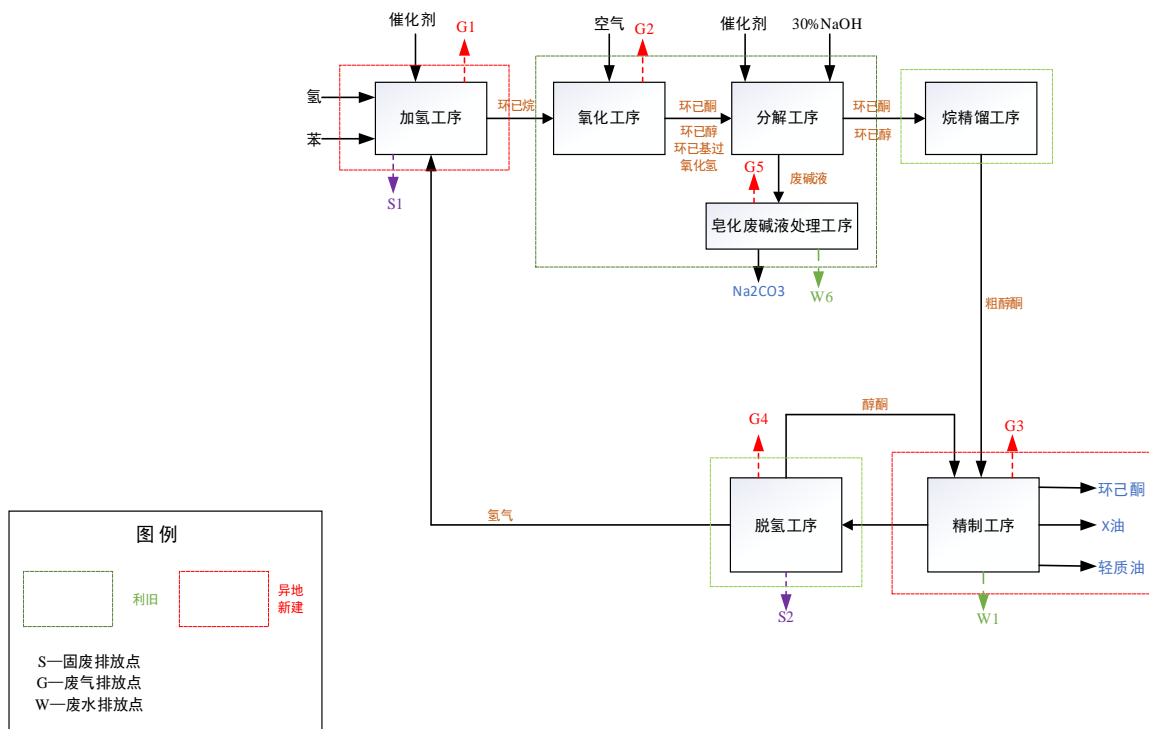 催化剂
G1
空气
G2
催化剂
30%NaOH
氢
苯
加氢工序
环已烷
氧化工序
环已酮
环已醇
环已基过
氧化氢
分解工序
环已酮
环已醇
烷精馏工序
S1
G5
废碱液
皂化废碱液处理工序
Na2CO3
W6
粗醇酮
醇酮
G4
G3
氢气
脱氢工序
精制工序
环己酮
X油
轻质油
S2
W1
图 例
利旧
异地
新建
S—固废排放点
G—废气排放点
W—废水排放点